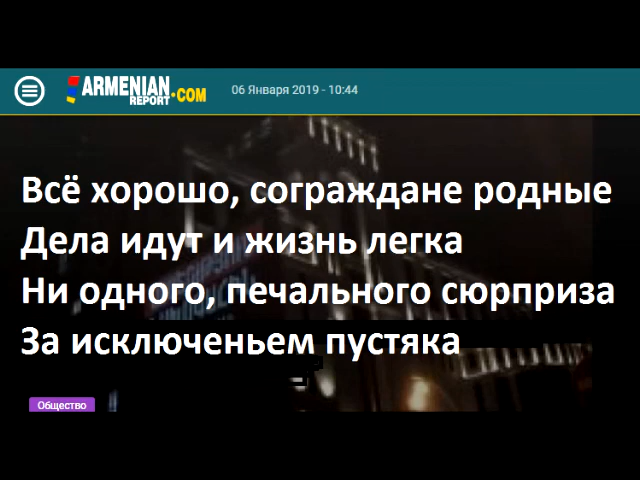 ARMENIAN
REPORT.COM
06 Января 2019 - 10:44
Всё хорошо, сограждане родные
Дела идут и жизнь легка
Ни одного, печального сюрприза
За исключеньем пустяка
Общество